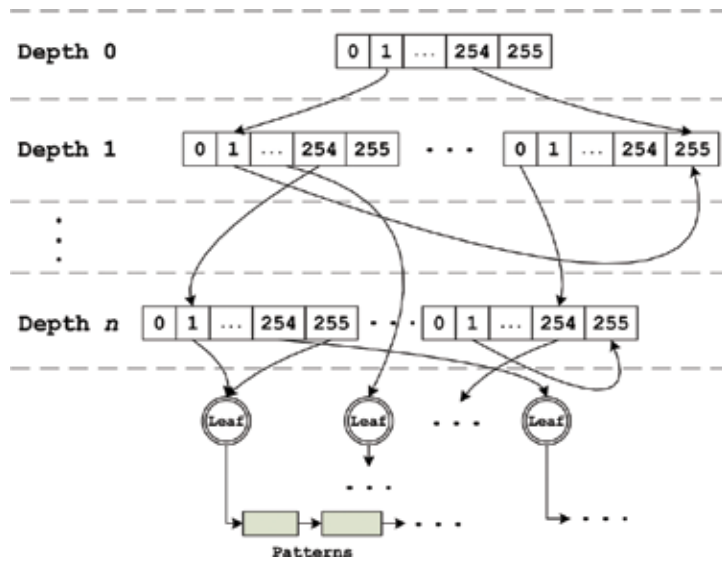 Depth 0 0 1 ... 254 255
Depth 1 0 1 ... 254 255 . . . 0 1 ... 254 255
. . .
Depth n 0 1 ... 254 255 . . . 0 1 ... 254 255
Leaf Leaf . . . Leaf
. . .
. . . . . .
Patterns